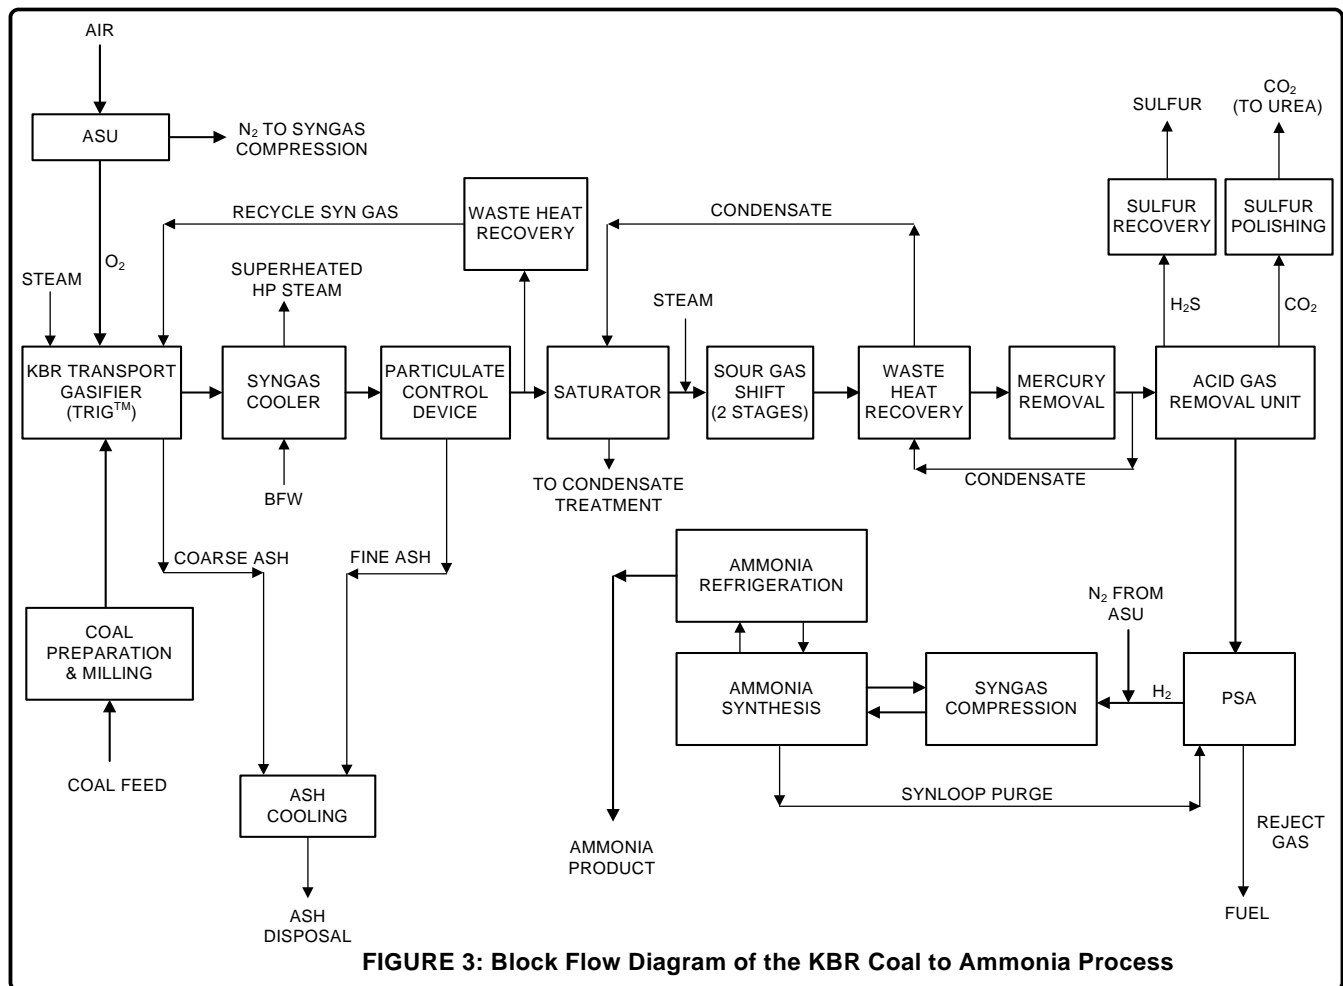 AIR
ASU
N₂ TO SYNGAS
COMPRESSION
SULFUR
CO₂
(TO UREA)
RECYCLE SYN GAS
WASTE HEAT
RECOVERY
CONDENSATE
SULFUR
RECOVERY
SULFUR
POLISHING
O₂
STEAM
SUPERHEATED
HP STEAM
STEAM
H₂S
CO₂
KBR TRANSPORT
GASIFIER
(TRIG™)
SYNGAS
COOLER
PARTICULATE
CONTROL
DEVICE
SATURATOR
SOUR GAS
SHIFT
(2 STAGES)
WASTE
HEAT
RECOVERY
MERCURY
REMOVAL
ACID GAS
REMOVAL UNIT
BFW
TO CONDENSATE
TREATMENT
CONDENSATE
COARSE ASH
FINE ASH
AMMONIA
REFRIGERATION
N₂ FROM
ASU
COAL
PREPARATION
& MILLING
AMMONIA
SYNTHESIS
SYNGAS
COMPRESSION
H₂
PSA
COAL FEED
ASH
COOLING
SYNLOOP PURGE
AMMONIA
PRODUCT
REJECT
GAS
ASH
DISPOSAL
FUEL
FIGURE 3: Block Flow Diagram of the KBR Coal to Ammonia Process